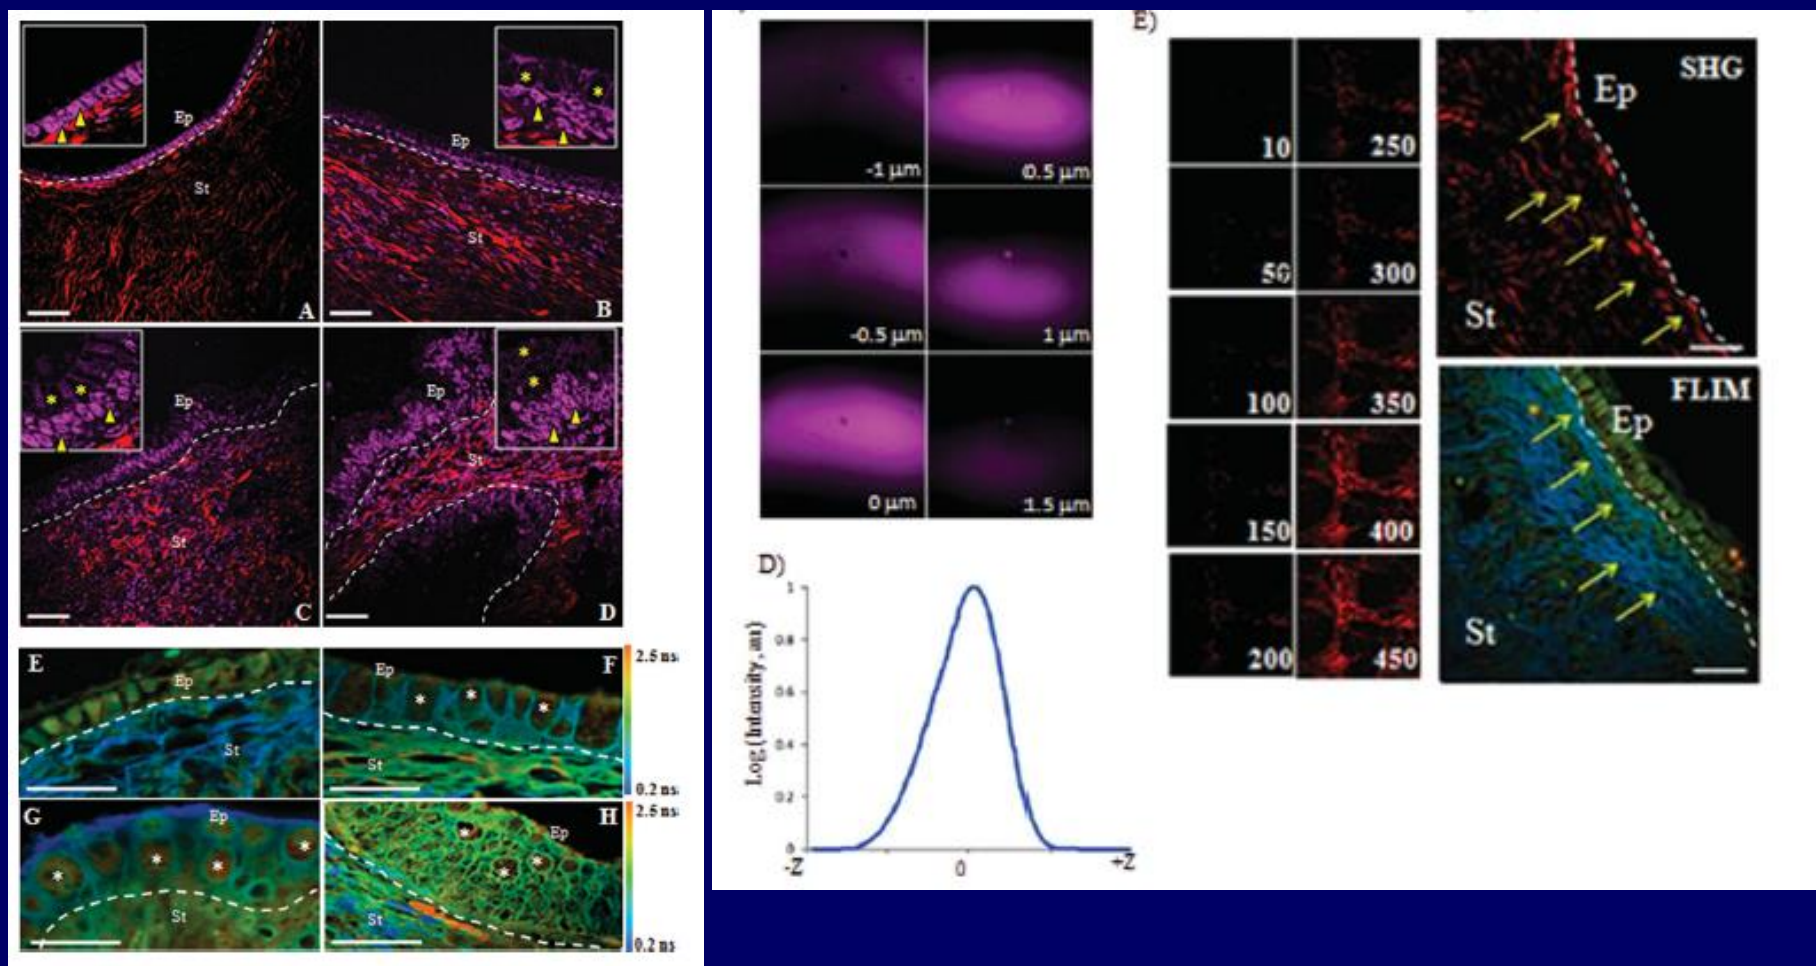 Ep
St
A
Ep
St
B
Ep
St
C
Ep
St
D
E
Ep
St
Ep
F
St
2.5 ns
0.2 ns
G
Ep
St
Ep
H
St
2.5 ns
0.2 ns
-1 µm
0.5 µm
-0.5 µm
1 µm
0 µm
1.5 µm
D)
Log (Intensity, au)
1
0.8
0.6
0.4
0.2
0
-Z
0
+Z
E)
10
250
50
300
100
350
150
400
200
450
SHG
Ep
St
FLIM
Ep
St